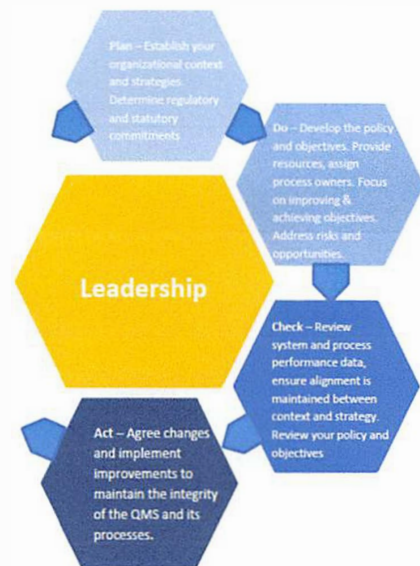 Plan – Establish your
organizational context
and strategies.
Determine regulatory
and statutory
commitments
Do – Develop the policy
and objectives. Provide
resources, assign
process owners. Focus
on improving &
achieving objectives.
Address risks and
opportunities.
Leadership
Check – Review
system and process
performance data,
ensure alignment is
maintained between
context and strategy.
Review your policy and
objectives
Act – Agree changes
and implement
improvements to
maintain the integrity
of the QMS and its
processes.